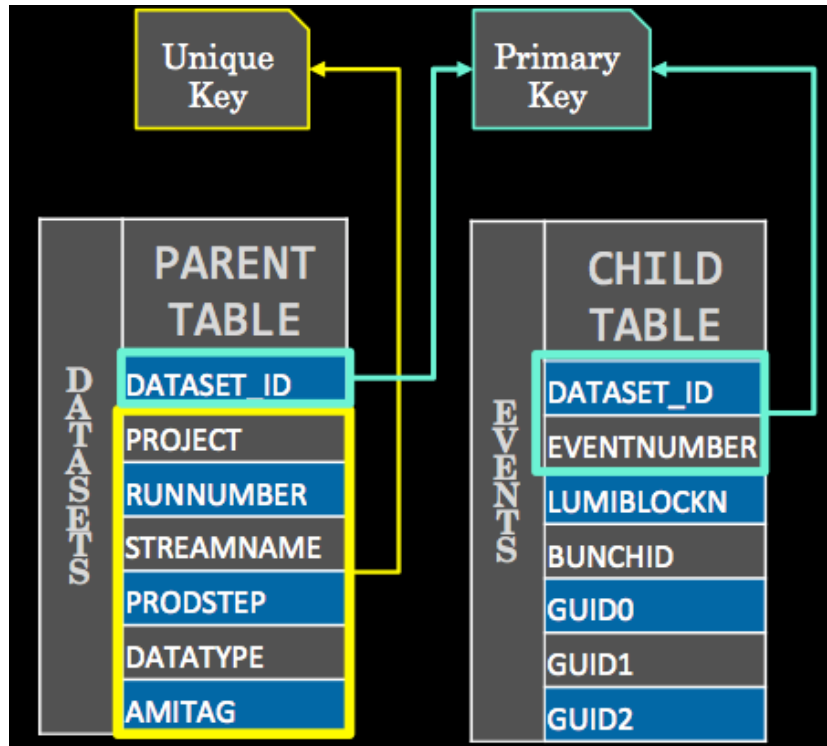 Unique
Key
Primary
Key
DATASETS
PARENT
TABLE
DATASET_ID
PROJECT
RUNNUMBER
STREAMNAME
PRODSTEP
DATATYPE
AMITAG
EVENTS
CHILD
TABLE
DATASET_ID
EVENTNUMBER
LUMIBLOCKN
BUNCHID
GUID0
GUID1
GUID2